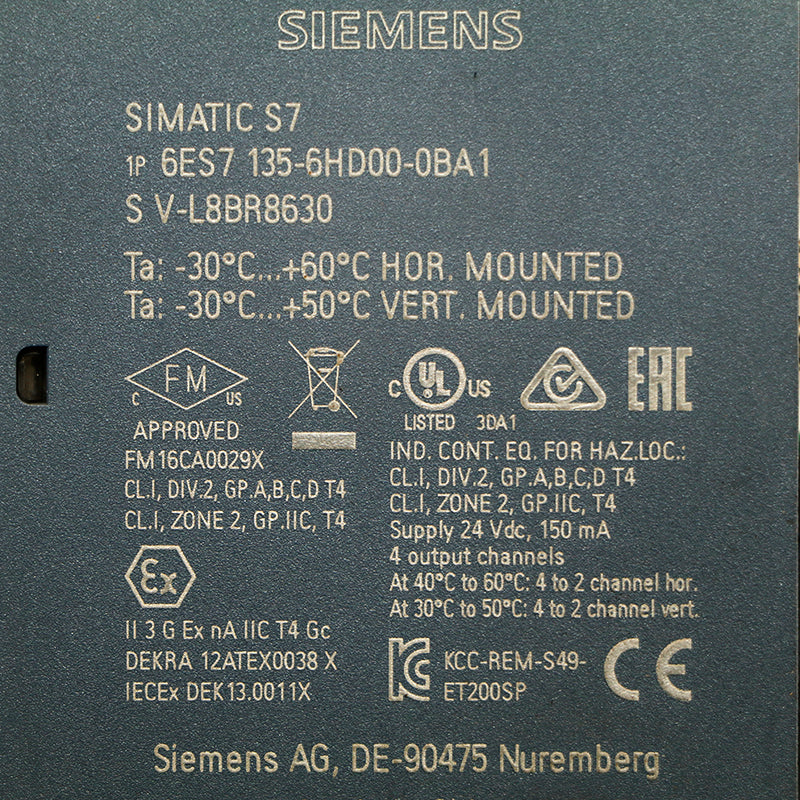 SIEMENS
SIMATIC S7
1P 6ES7 135-6HD00-0BA1
S V-L8BR8630
Ta: -30°C...+60°C HOR. MOUNTED
Ta: -30°C...+50°C VERT. MOUNTED
FM
C US
APPROVED
FM16CA0029X
CL.I, DIV.2, GP.A,B,C,D T4
CL.I, ZONE 2, GP.IIC, T4
Ex
II 3 G Ex nA IIC T4 Gc
DEKRA 12ATEX0038 X
IECEx DEK13.0011X
C UL US
LISTED 3DA1
EAC
IND. CONT. EQ. FOR HAZ.LOC.:
CL.I, DIV.2, GP.A,B,C,D T4
CL.I, ZONE 2, GP.IIC, T4
Supply 24 Vdc, 150 mA
4 output channels
At 40°C to 60°C: 4 to 2 channel hor.
At 30°C to 50°C: 4 to 2 channel vert.
KCC-REM-S49-
ET200SP
CE
Siemens AG, DE-90475 Nuremberg